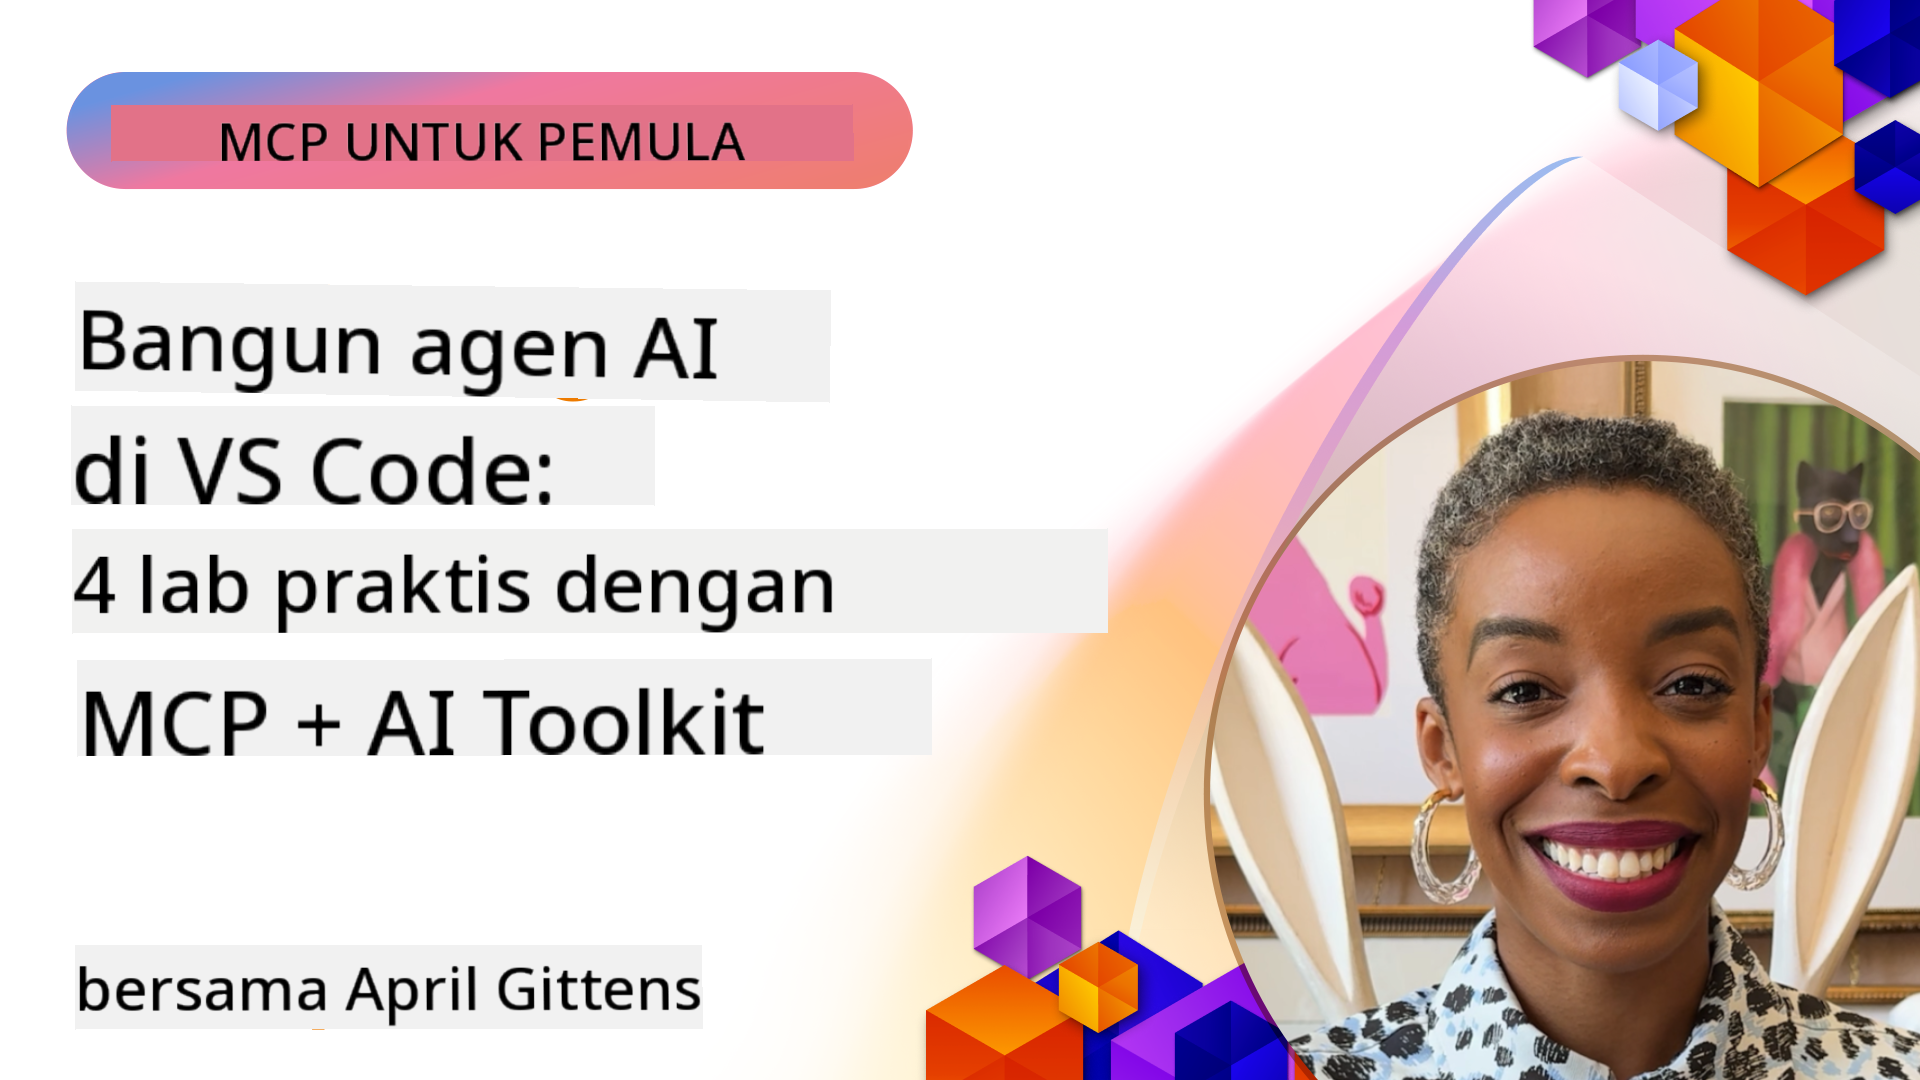 MCP UNTUK PEMULA
Bangun agen AI
di VS Code:
4 lab praktis dengan
MCP + AI Toolkit
bersama April Gittens